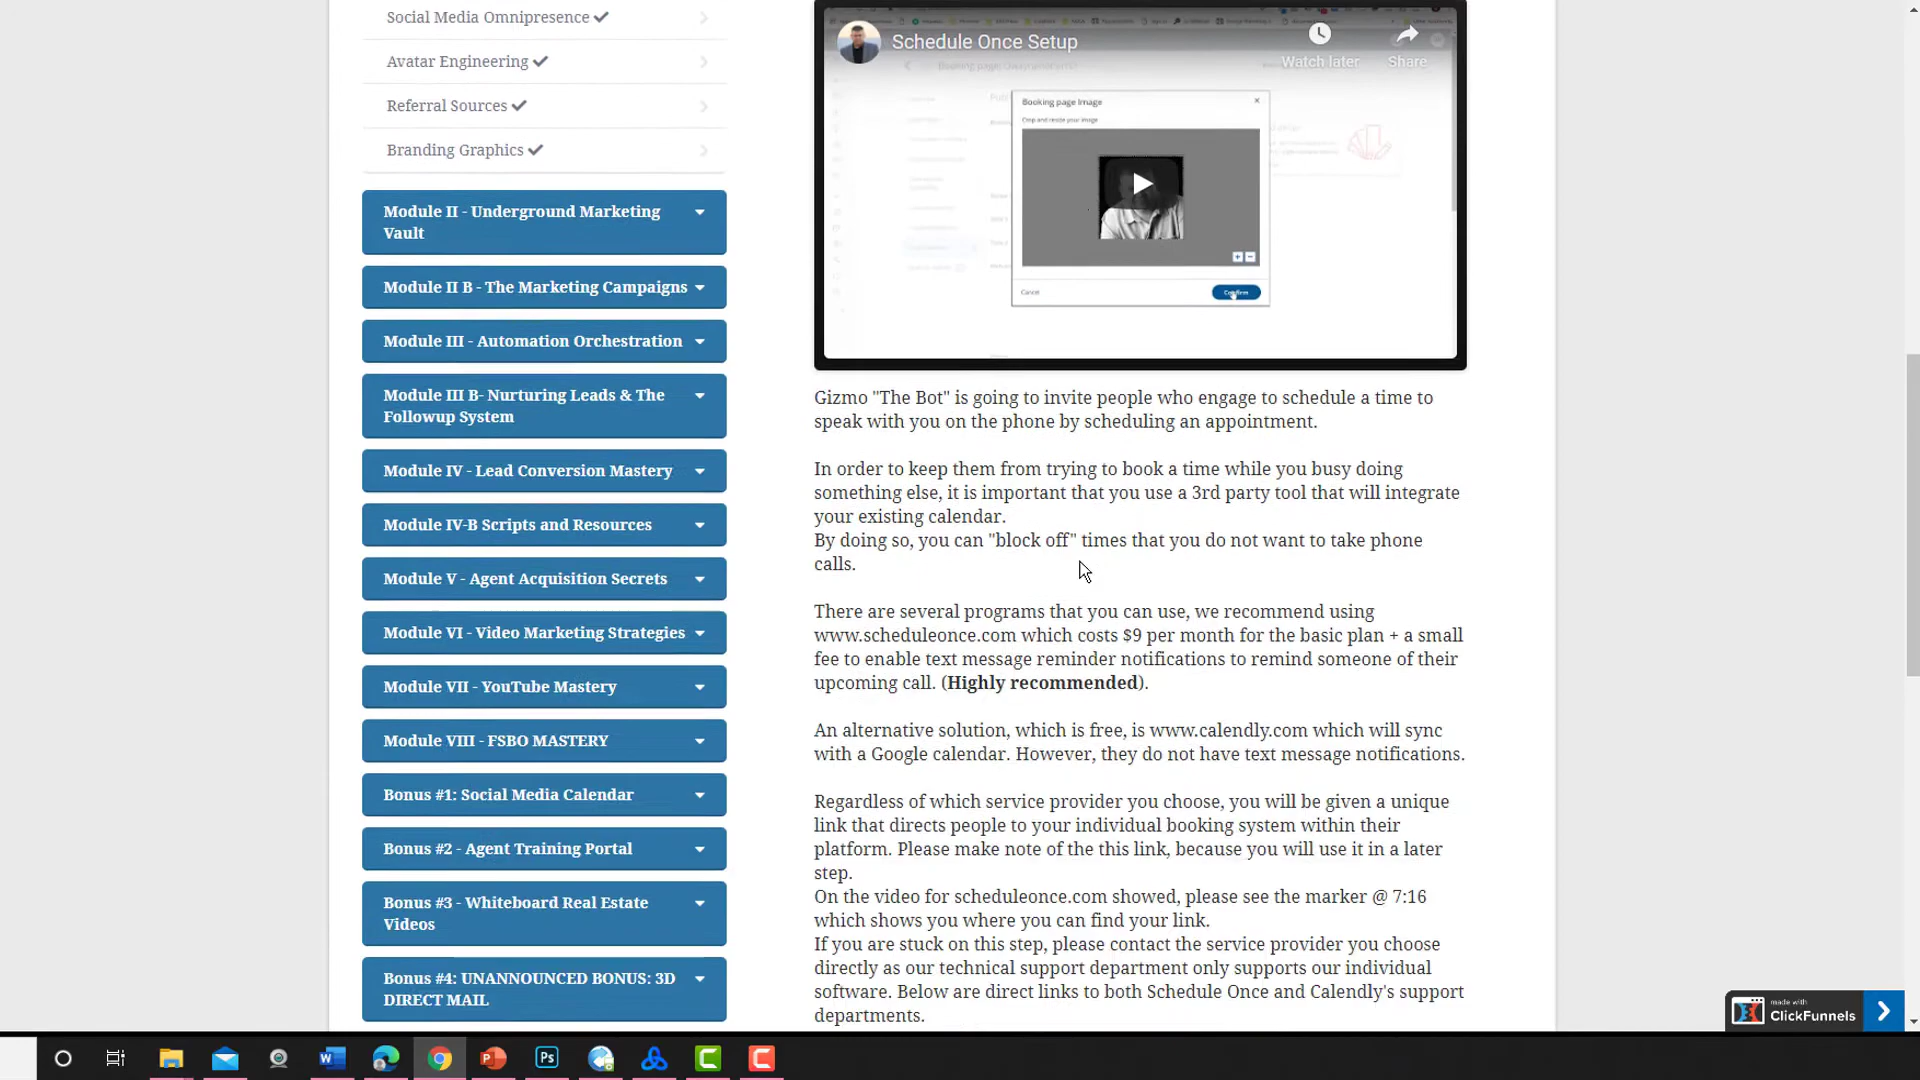 Social Media Omnipresence
Avatar Engineering
Referral Sources
Branding Graphics
Module II - Underground Marketing
Vault
Module II B - The Marketing Campaigns
Module III - Automation Orchestration
Module III B- Nurturing Leads & The
Followup System
Module IV - Lead Conversion Mastery
Module IV-B Scripts and Resources
Module V - Agent Acquisition Secrets
Module VI - Video Marketing Strategies
Module VII - YouTube Mastery
Module VIII - FSBO MASTERY
Bonus #1: Social Media Calendar
Bonus #2 - Agent Training Portal
Bonus #3 - Whiteboard Real Estate
Videos
Bonus #4: UNANNOUNCED BONUS: 3D
DIRECT MAIL
Schedule Once Setup
Watch later
Share
Booking page Image
Crop and resize your image
Cancel
Confirm
Gizmo "The Bot" is going to invite people who engage to schedule a time to
speak with you on the phone by scheduling an appointment.
In order to keep them from trying to book a time while you busy doing
something else, it is important that you use a 3rd party tool that will integrate
your existing calendar.
By doing so, you can "block off" times that you do not want to take phone
calls.
There are several programs that you can use, we recommend using
www.scheduleonce.com which costs $9 per month for the basic plan + a small
fee to enable text message reminder notifications to remind someone of their
upcoming call. (Highly recommended).
An alternative solution, which is free, is www.calendly.com which will sync
with a Google calendar. However, they do not have text message notifications.
Regardless of which service provider you choose, you will be given a unique
link that directs people to your individual booking system within their
platform. Please make note of the this link, because you will use it in a later
step.
On the video for scheduleonce.com showed, please see the marker @ 7:16
which shows you where you can find your link.
If you are stuck on this step, please contact the service provider you choose
directly as our technical support department only supports our individual
software. Below are direct links to both Schedule Once and Calendly's support
departments.
made with
ClickFunnels